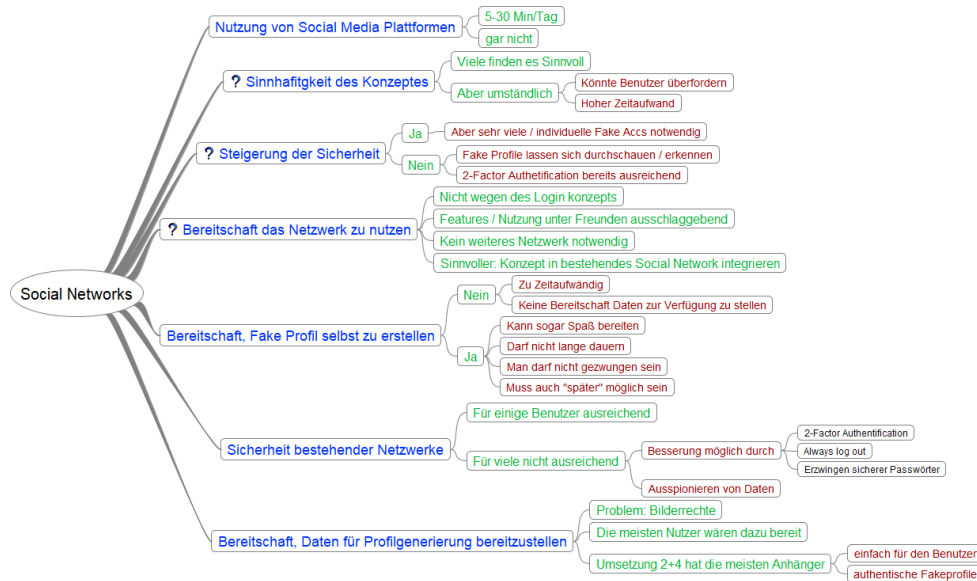 Social Networks
Nutzung von Social Media Plattformen
5-30 Min/Tag
gar nicht
? Sinnhafitgkeit des Konzeptes
Viele finden es Sinnvoll
Aber umständlich
Könnte Benutzer überfordern
Hoher Zeitaufwand
? Steigerung der Sicherheit
Ja
Aber sehr viele / individuelle Fake Accs notwendig
Nein
Fake Profile lassen sich durchschauen / erkennen
2-Factor Authetification bereits ausreichend
? Bereitschaft das Netzwerk zu nutzen
Nicht wegen des Login konzepts
Features / Nutzung unter Freunden ausschlaggebend
Kein weiteres Netzwerk notwendig
Sinnvoller: Konzept in bestehendes Social Network integrieren
Bereitschaft, Fake Profil selbst zu erstellen
Nein
Zu Zeitaufwändig
Keine Bereitschaft Daten zur Verfügung zu stellen
Ja
Kann sogar Spaß bereiten
Darf nicht lange dauern
Man darf nicht gezwungen sein
Muss auch "später" möglich sein
Sicherheit bestehender Netzwerke
Für einige Benutzer ausreichend
Für viele nicht ausreichend
Besserung möglich durch
2-Factor Authentification
Always log out
Erzwingen sicherer Passwörter
Ausspionieren von Daten
Bereitschaft, Daten für Profilgenerierung bereitzustellen
Problem: Bilderrechte
Die meisten Nutzer wären dazu bereit
Umsetzung 2+4 hat die meisten Anhänger
einfach für den Benutzer
authentische Fakeprofile